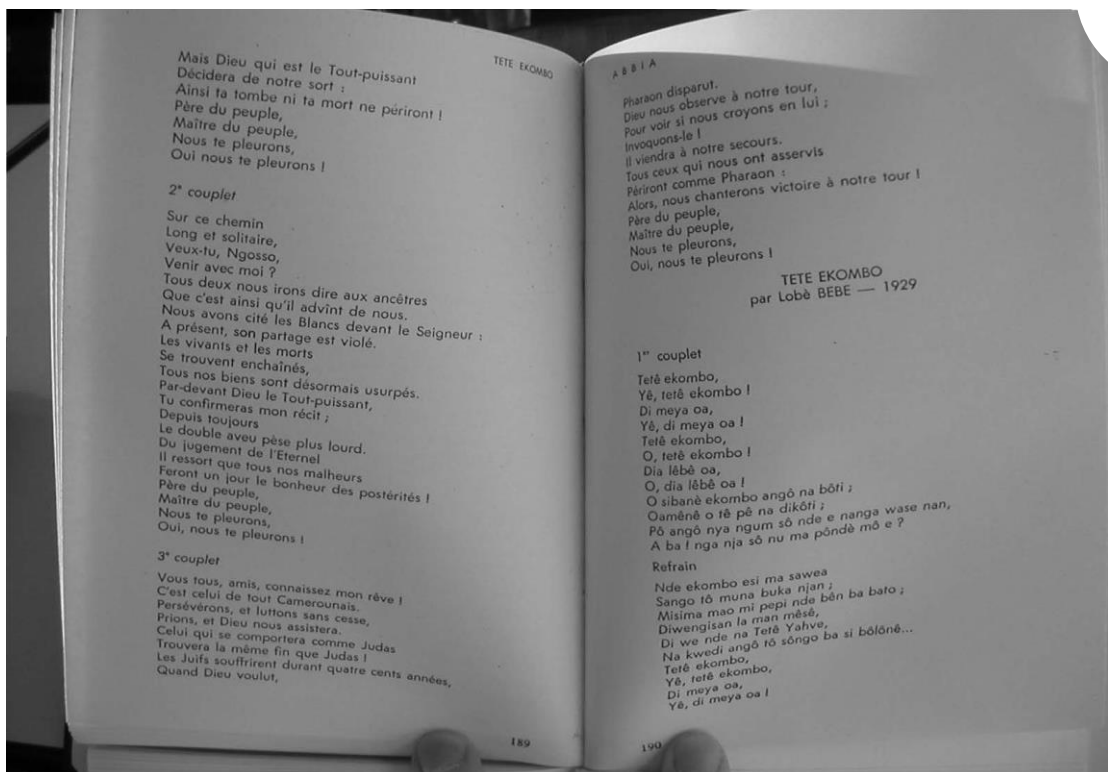 TETE EKOMBO
Mais Dieu qui est le Tout-puissant
Décidera de notre sort :
Ainsi ta tombe ni ta mort ne périront !
Père du peuple,
Maître du peuple,
Nous te pleurons,
Oui nous te pleurons !
2e couplet
Sur ce chemin
Long et solitaire,
Veux-tu, Ngosso,
Venir avec moi ?
Tous deux nous irons dire aux ancêtres
Que c'est ainsi qu'il advînt de nous.
Nous avons cité les Blancs devant le Seigneur :
A présent, son partage est violé.
Les vivants et les morts
Se trouvent enchaînés,
Tous nos biens sont désormais usurpés.
Par-devant Dieu le Tout-puissant,
Tu confirmeras mon récit ;
Depuis toujours
Le double aveu pèse plus lourd.
Du jugement de l'Eternel
Il ressort que tous nos malheurs
Feront un jour le bonheur des postérités !
Père du peuple,
Maître du peuple,
Nous te pleurons,
Oui, nous te pleurons !
3e couplet
Vous tous, amis, connaissez mon rêve !
C'est celui de tout Camerounais.
Persévérons, et luttons sans cesse,
Prions, et Dieu nous assistera.
Celui qui se comportera comme Judas
Trouvera la même fin que Judas !
Les Juifs souffrirent durant quatre cents années,
Quand Dieu voulut,
189
ABBIA
Pharaon disparut.
Dieu nous observe à notre tour,
Pour voir si nous croyons en lui ;
Invoquons-le !
Il viendra à notre secours.
Tous ceux qui nous ont asservis
Périront comme Pharaon :
Alors, nous chanterons victoire à notre tour !
Père du peuple,
Maître du peuple,
Nous te pleurons,
Oui, nous te pleurons !
TETE EKOMBO
par Lobè BEBE — 1929
1er couplet
Tetê ekombo,
Yê, tetê ekombo !
Di meya oa,
Yê, di meya oa !
Tetê ekombo,
O, tetê ekombo !
Dia lêbê oa,
O, dia lêbê oa !
O sibanè ekombo angô na bôti ;
Oamênê o tê pê na dikôti ;
Pô angô nya ngum sô nde e nanga wase nan,
A ba ! nga nja sô nu ma pôndè mô e ?
Refrain
Nde ekombo esi ma sawea
Sango tô muna buka njan ;
Misima mao mi pepi nde bên ba bato ;
Diwengisan la man mêsê,
Di we nde na Tetê Yahve,
Na kwedi angô tô sôngo ba si bôlônê...
Tetê ekombo,
Yê, tetê ekombo,
Di meya oa,
Yê, di meya oa !
190